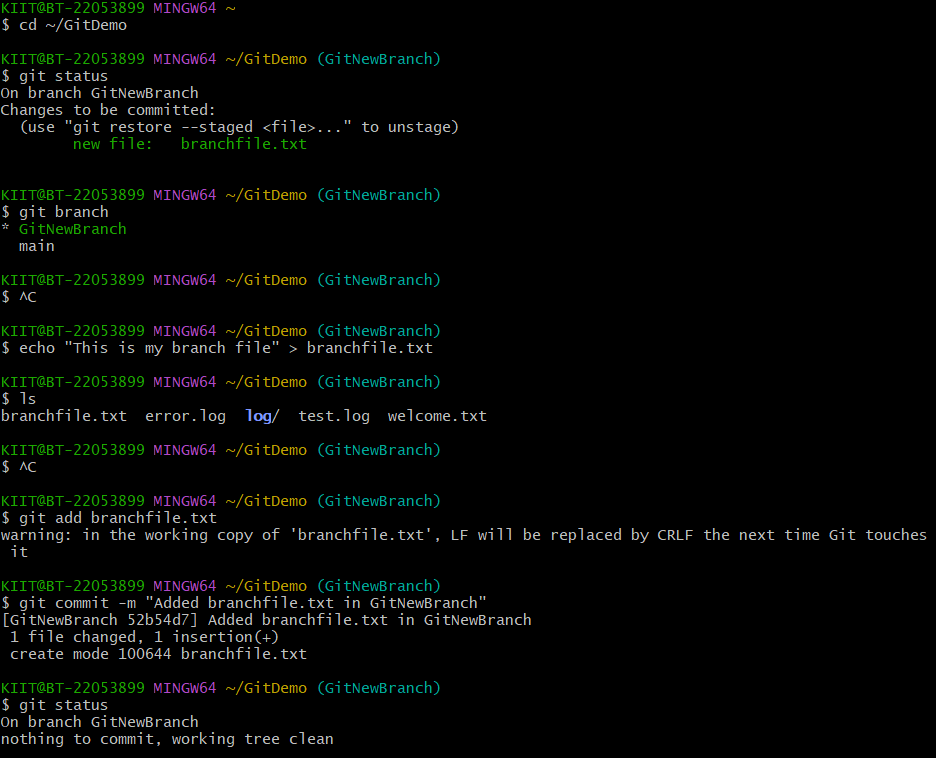 KIIT@BT-22053899 MINGW64 ~
$ cd ~/GitDemo
KIIT@BT-22053899 MINGW64 ~/GitDemo (GitNewBranch)
$ git status
On branch GitNewBranch
Changes to be committed:
  (use "git restore --staged <file>..." to unstage)
        new file:   branchfile.txt
KIIT@BT-22053899 MINGW64 ~/GitDemo (GitNewBranch)
$ git branch
* GitNewBranch
  main
KIIT@BT-22053899 MINGW64 ~/GitDemo (GitNewBranch)
$ ^C
KIIT@BT-22053899 MINGW64 ~/GitDemo (GitNewBranch)
$ echo "This is my branch file" > branchfile.txt
KIIT@BT-22053899 MINGW64 ~/GitDemo (GitNewBranch)
$ ls
branchfile.txt  error.log  log/  test.log  welcome.txt
KIIT@BT-22053899 MINGW64 ~/GitDemo (GitNewBranch)
$ ^C
KIIT@BT-22053899 MINGW64 ~/GitDemo (GitNewBranch)
$ git add branchfile.txt
warning: in the working copy of 'branchfile.txt', LF will be replaced by CRLF the next time Git touches
 it
KIIT@BT-22053899 MINGW64 ~/GitDemo (GitNewBranch)
$ git commit -m "Added branchfile.txt in GitNewBranch"
[GitNewBranch 52b54d7] Added branchfile.txt in GitNewBranch
 1 file changed, 1 insertion(+)
 create mode 100644 branchfile.txt
KIIT@BT-22053899 MINGW64 ~/GitDemo (GitNewBranch)
$ git status
On branch GitNewBranch
nothing to commit, working tree clean